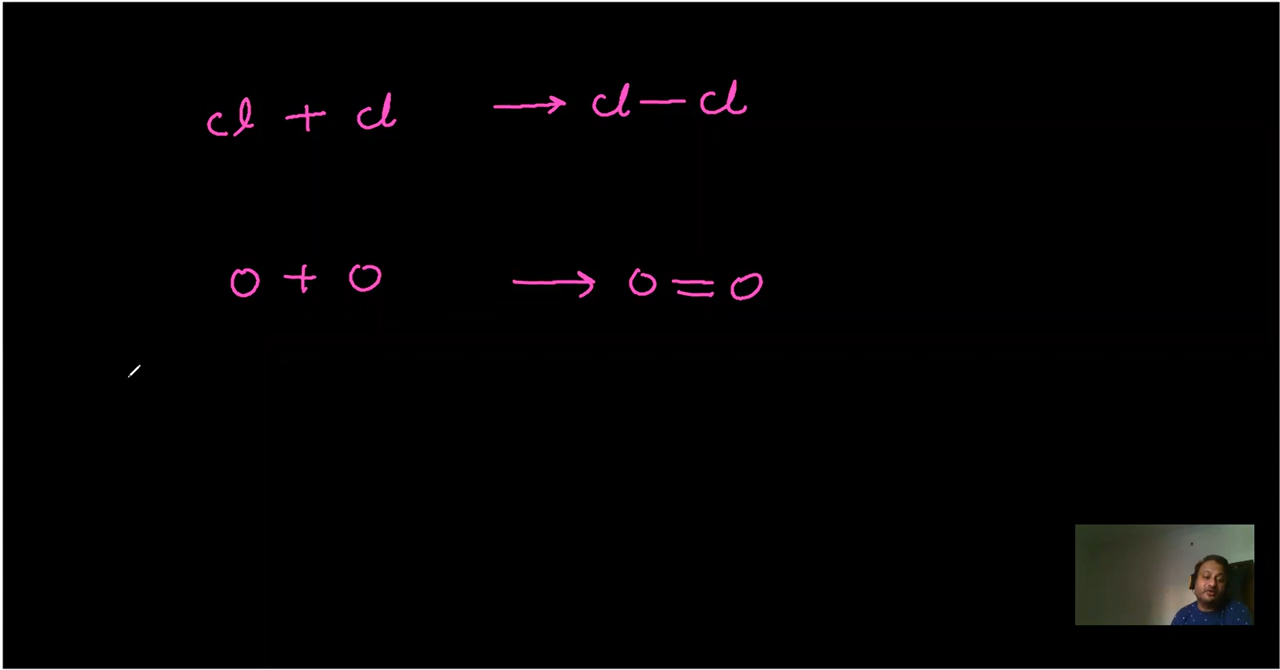 cl + cl → cl — cl
O + O → O = O